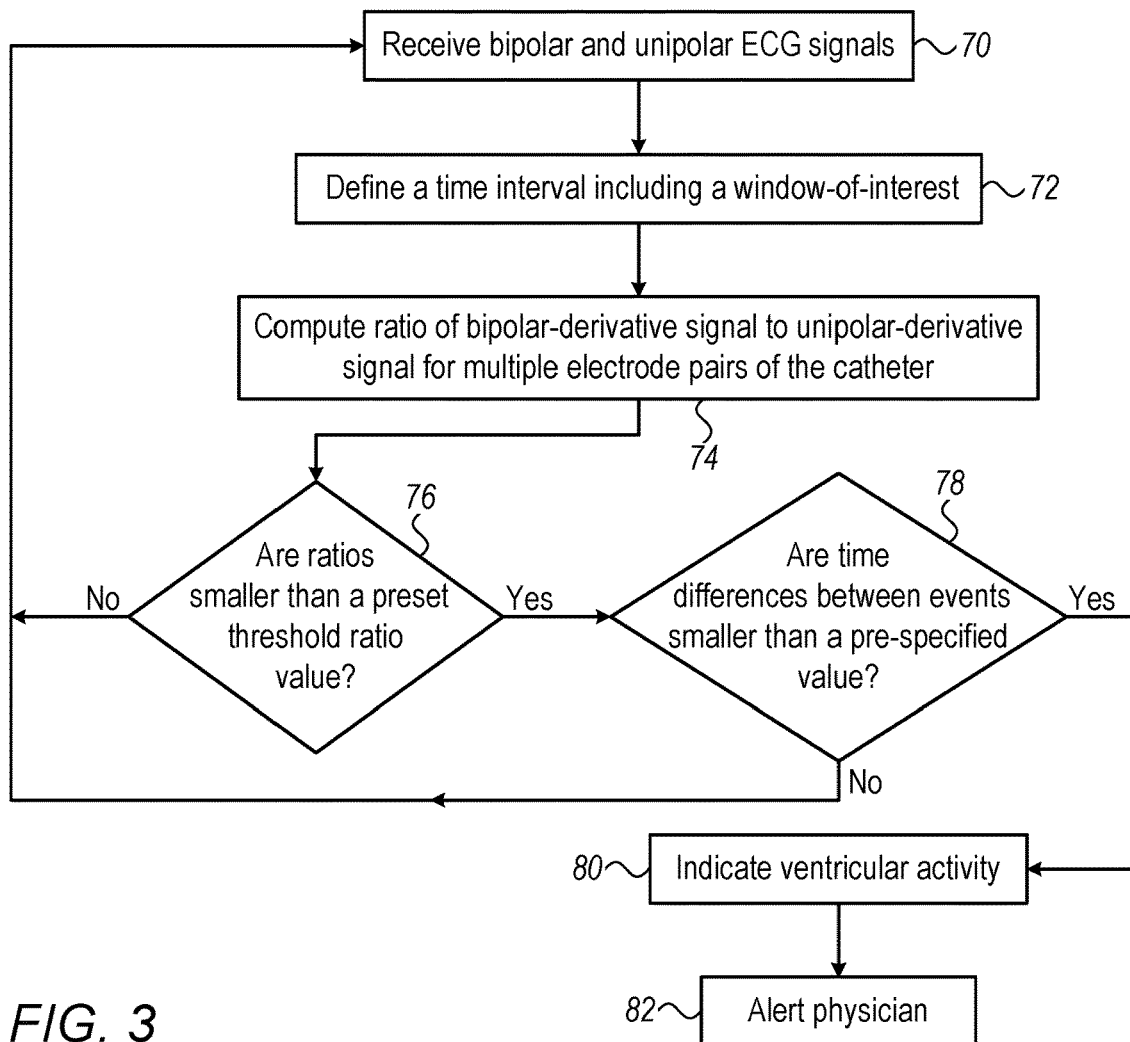 Receive bipolar and unipolar ECG signals
70
Define a time interval including a window-of-interest
72
Compute ratio of bipolar-derivative signal to unipolar-derivative
signal for multiple electrode pairs of the catheter
74
76
Are ratios
smaller than a preset
threshold ratio
value?
No
Yes
78
Are time
differences between events
smaller than a pre-specified
value?
Yes
No
80
Indicate ventricular activity
82
Alert physician
FIG. 3